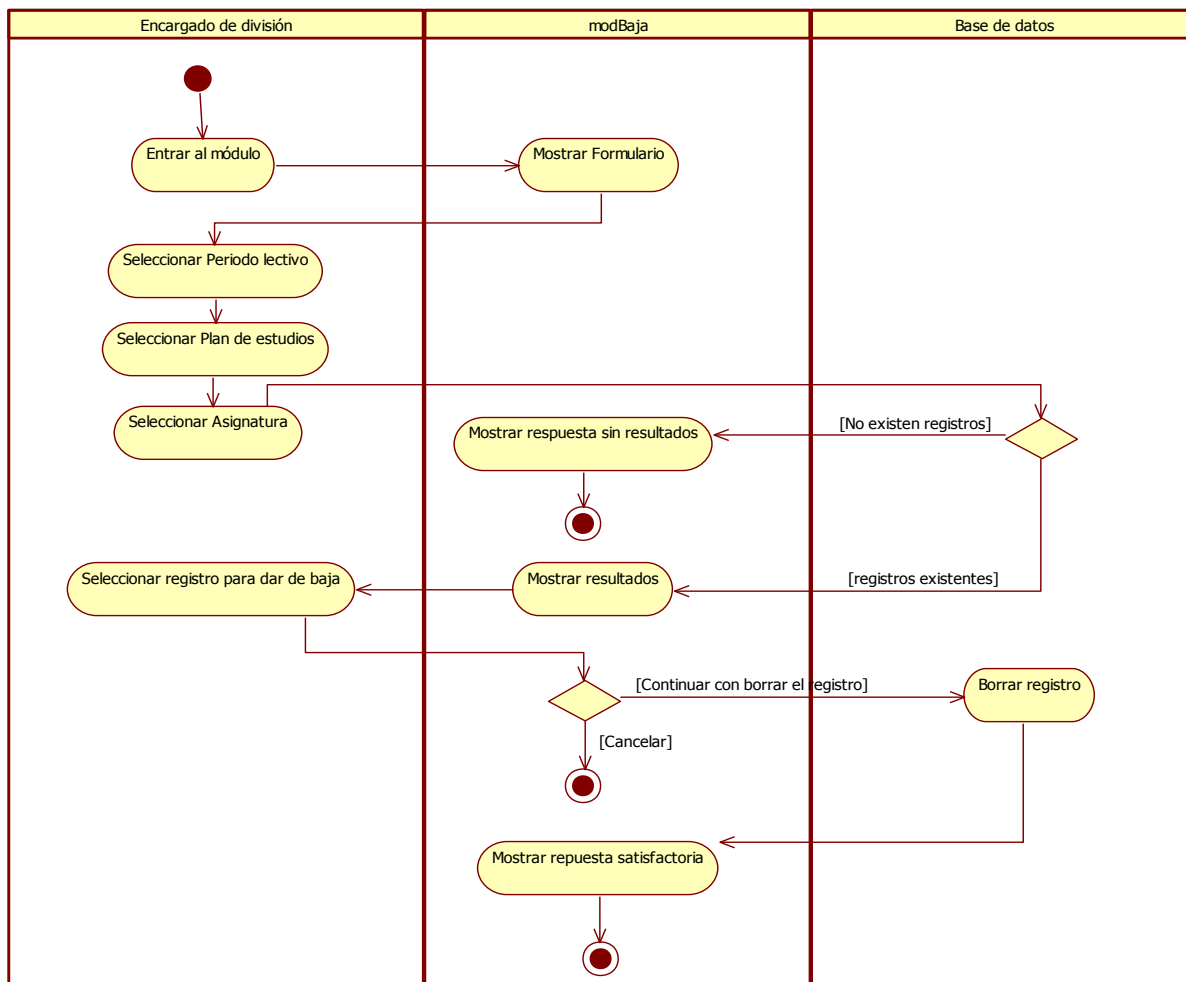 Encargado de división
modBaja
Base de datos
Entrar al módulo
Mostrar Formulario
Seleccionar Periodo lectivo
Seleccionar Plan de estudios
Seleccionar Asignatura
Mostrar respuesta sin resultados
[No existen registros]
Seleccionar registro para dar de baja
Mostrar resultados
[registros existentes]
[Continuar con borrar el registro]
Borrar registro
[Cancelar]
Mostrar repuesta satisfactoria